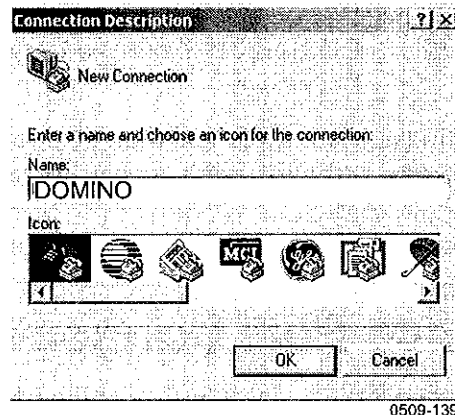 Connection Description
New Connection
Enter a name and choose an icon for the connection:
Name:
DOMINO
Icon:
MCI
OK Cancel
0509-139